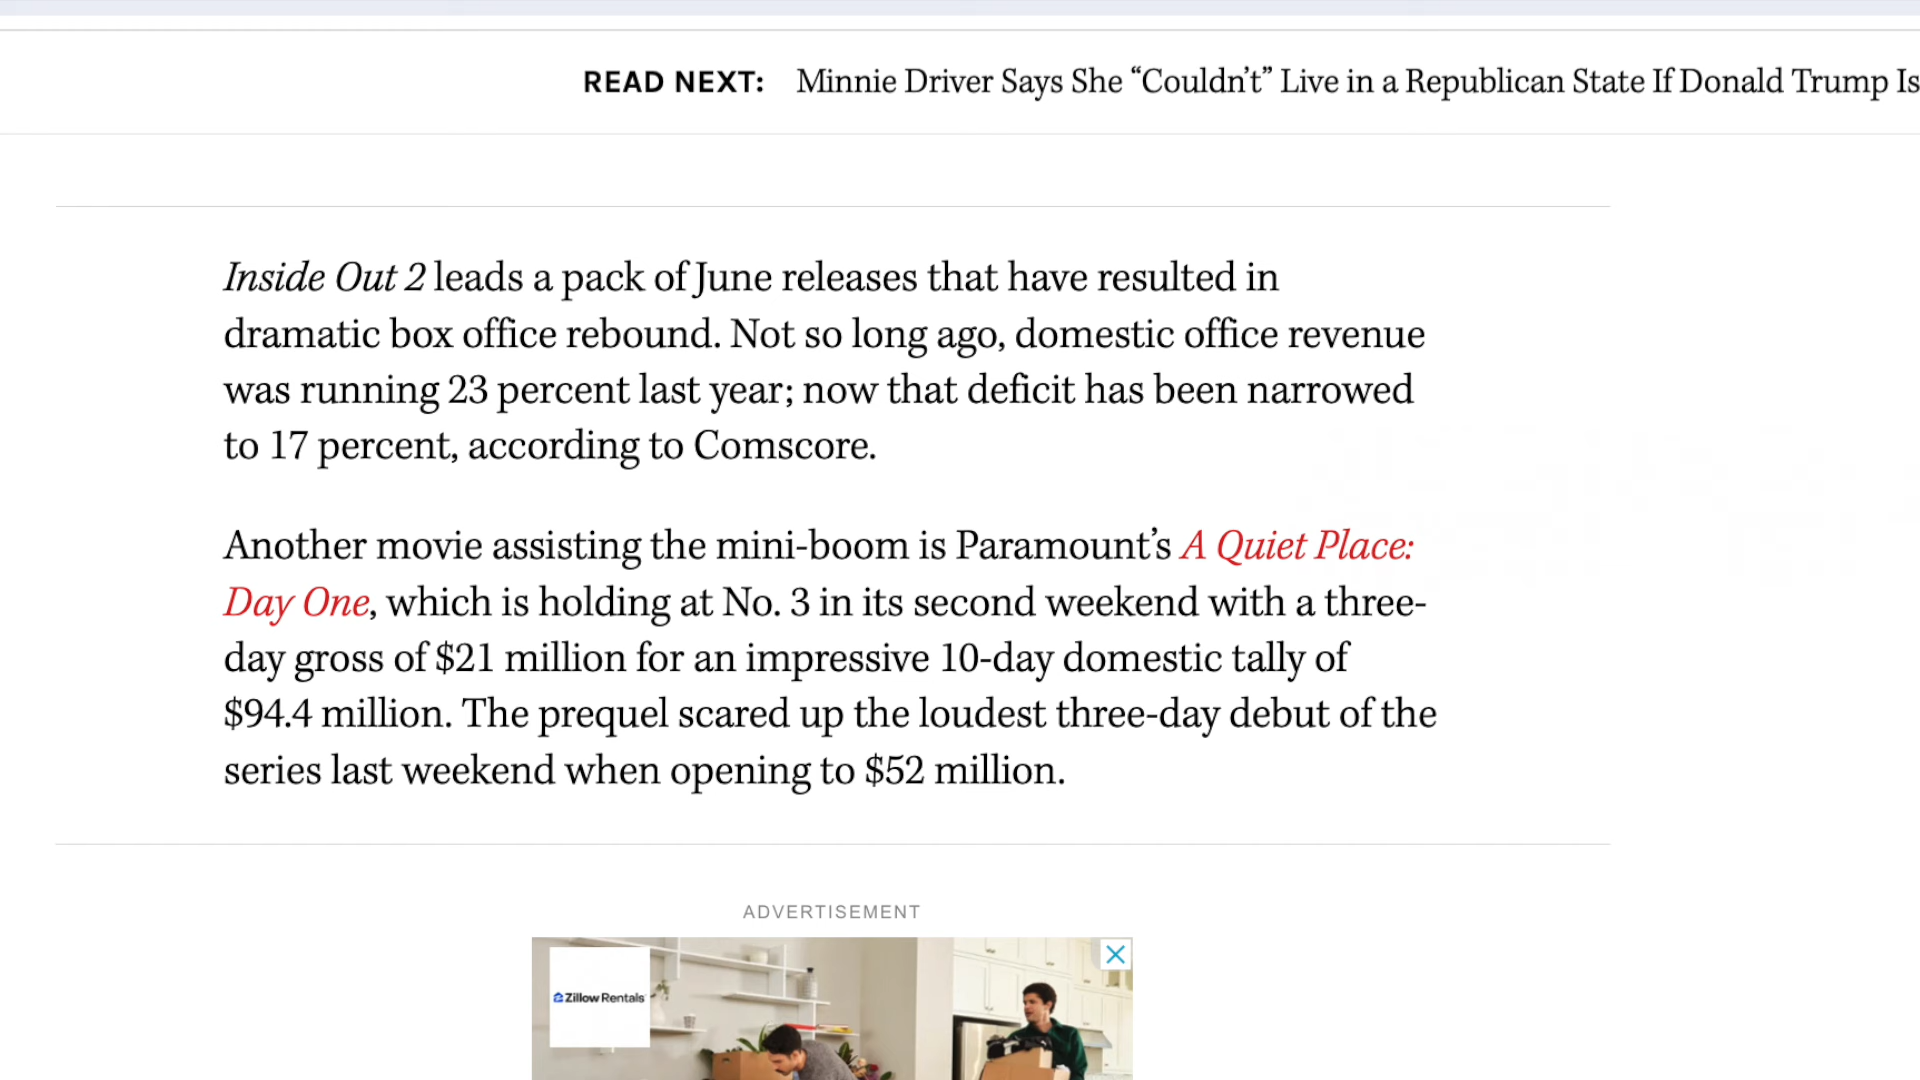 READ NEXT: Minnie Driver Says She “Couldn’t” Live in a Republican State If Donald Trump Is
Inside Out 2 leads a pack of June releases that have resulted in
dramatic box office rebound. Not so long ago, domestic office revenue
was running 23 percent last year; now that deficit has been narrowed
to 17 percent, according to Comscore.
Another movie assisting the mini-boom is Paramount’s A Quiet Place:
Day One, which is holding at No. 3 in its second weekend with a three-
day gross of $21 million for an impressive 10-day domestic tally of
$94.4 million. The prequel scared up the loudest three-day debut of the
series last weekend when opening to $52 million.
ADVERTISEMENT
Zillow Rentals